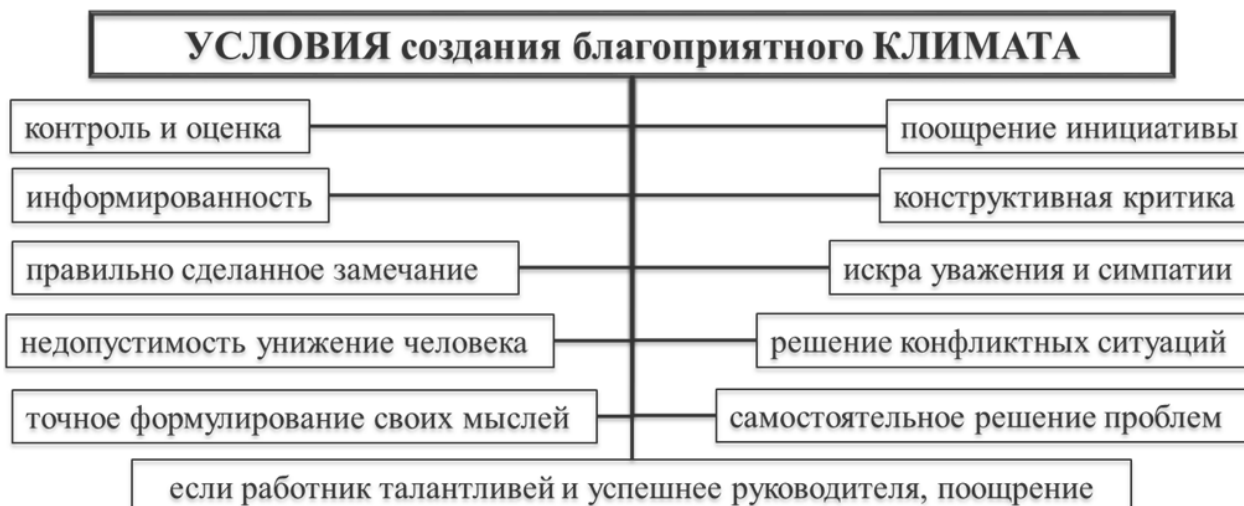 УСЛОВИЯ создания благоприятного КЛИМАТА
контроль и оценка
поощрение инициативы
информированность
конструктивная критика
правильно сделанное замечание
искра уважения и симпатии
недопустимость унижение человека
решение конфликтных ситуаций
точное формулирование своих мыслей
самостоятельное решение проблем
если работник талантливей и успешнее руководителя, поощрение